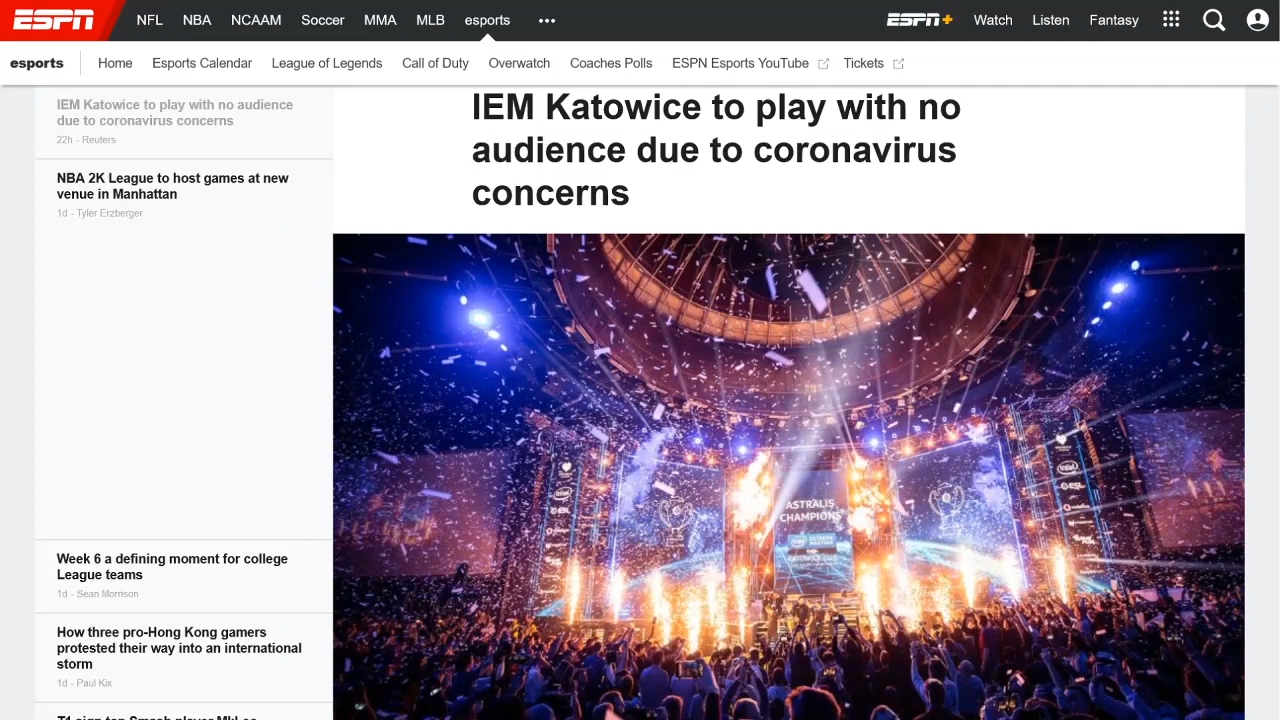 ESPN
NFL
NBA
NCAAM
Soccer
MMA
MLB
esports
ESPN+
Watch
Listen
Fantasy
esports
Home
Esports Calendar
League of Legends
Call of Duty
Overwatch
Coaches Polls
ESPN Esports YouTube
Tickets
IEM Katowice to play with no audience
due to coronavirus concerns
22h - Reuters
NBA 2K League to host games at new
venue in Manhattan
1d - Tyler Erzberger
Week 6 a defining moment for college
League teams
1d - Sean Morrison
How three pro-Hong Kong gamers
protested their way into an international
storm
1d - Paul Kix
IEM Katowice to play with no
audience due to coronavirus
concerns
ASTRALIS
CHAMPIONS
intel
ESL
intel
ESL